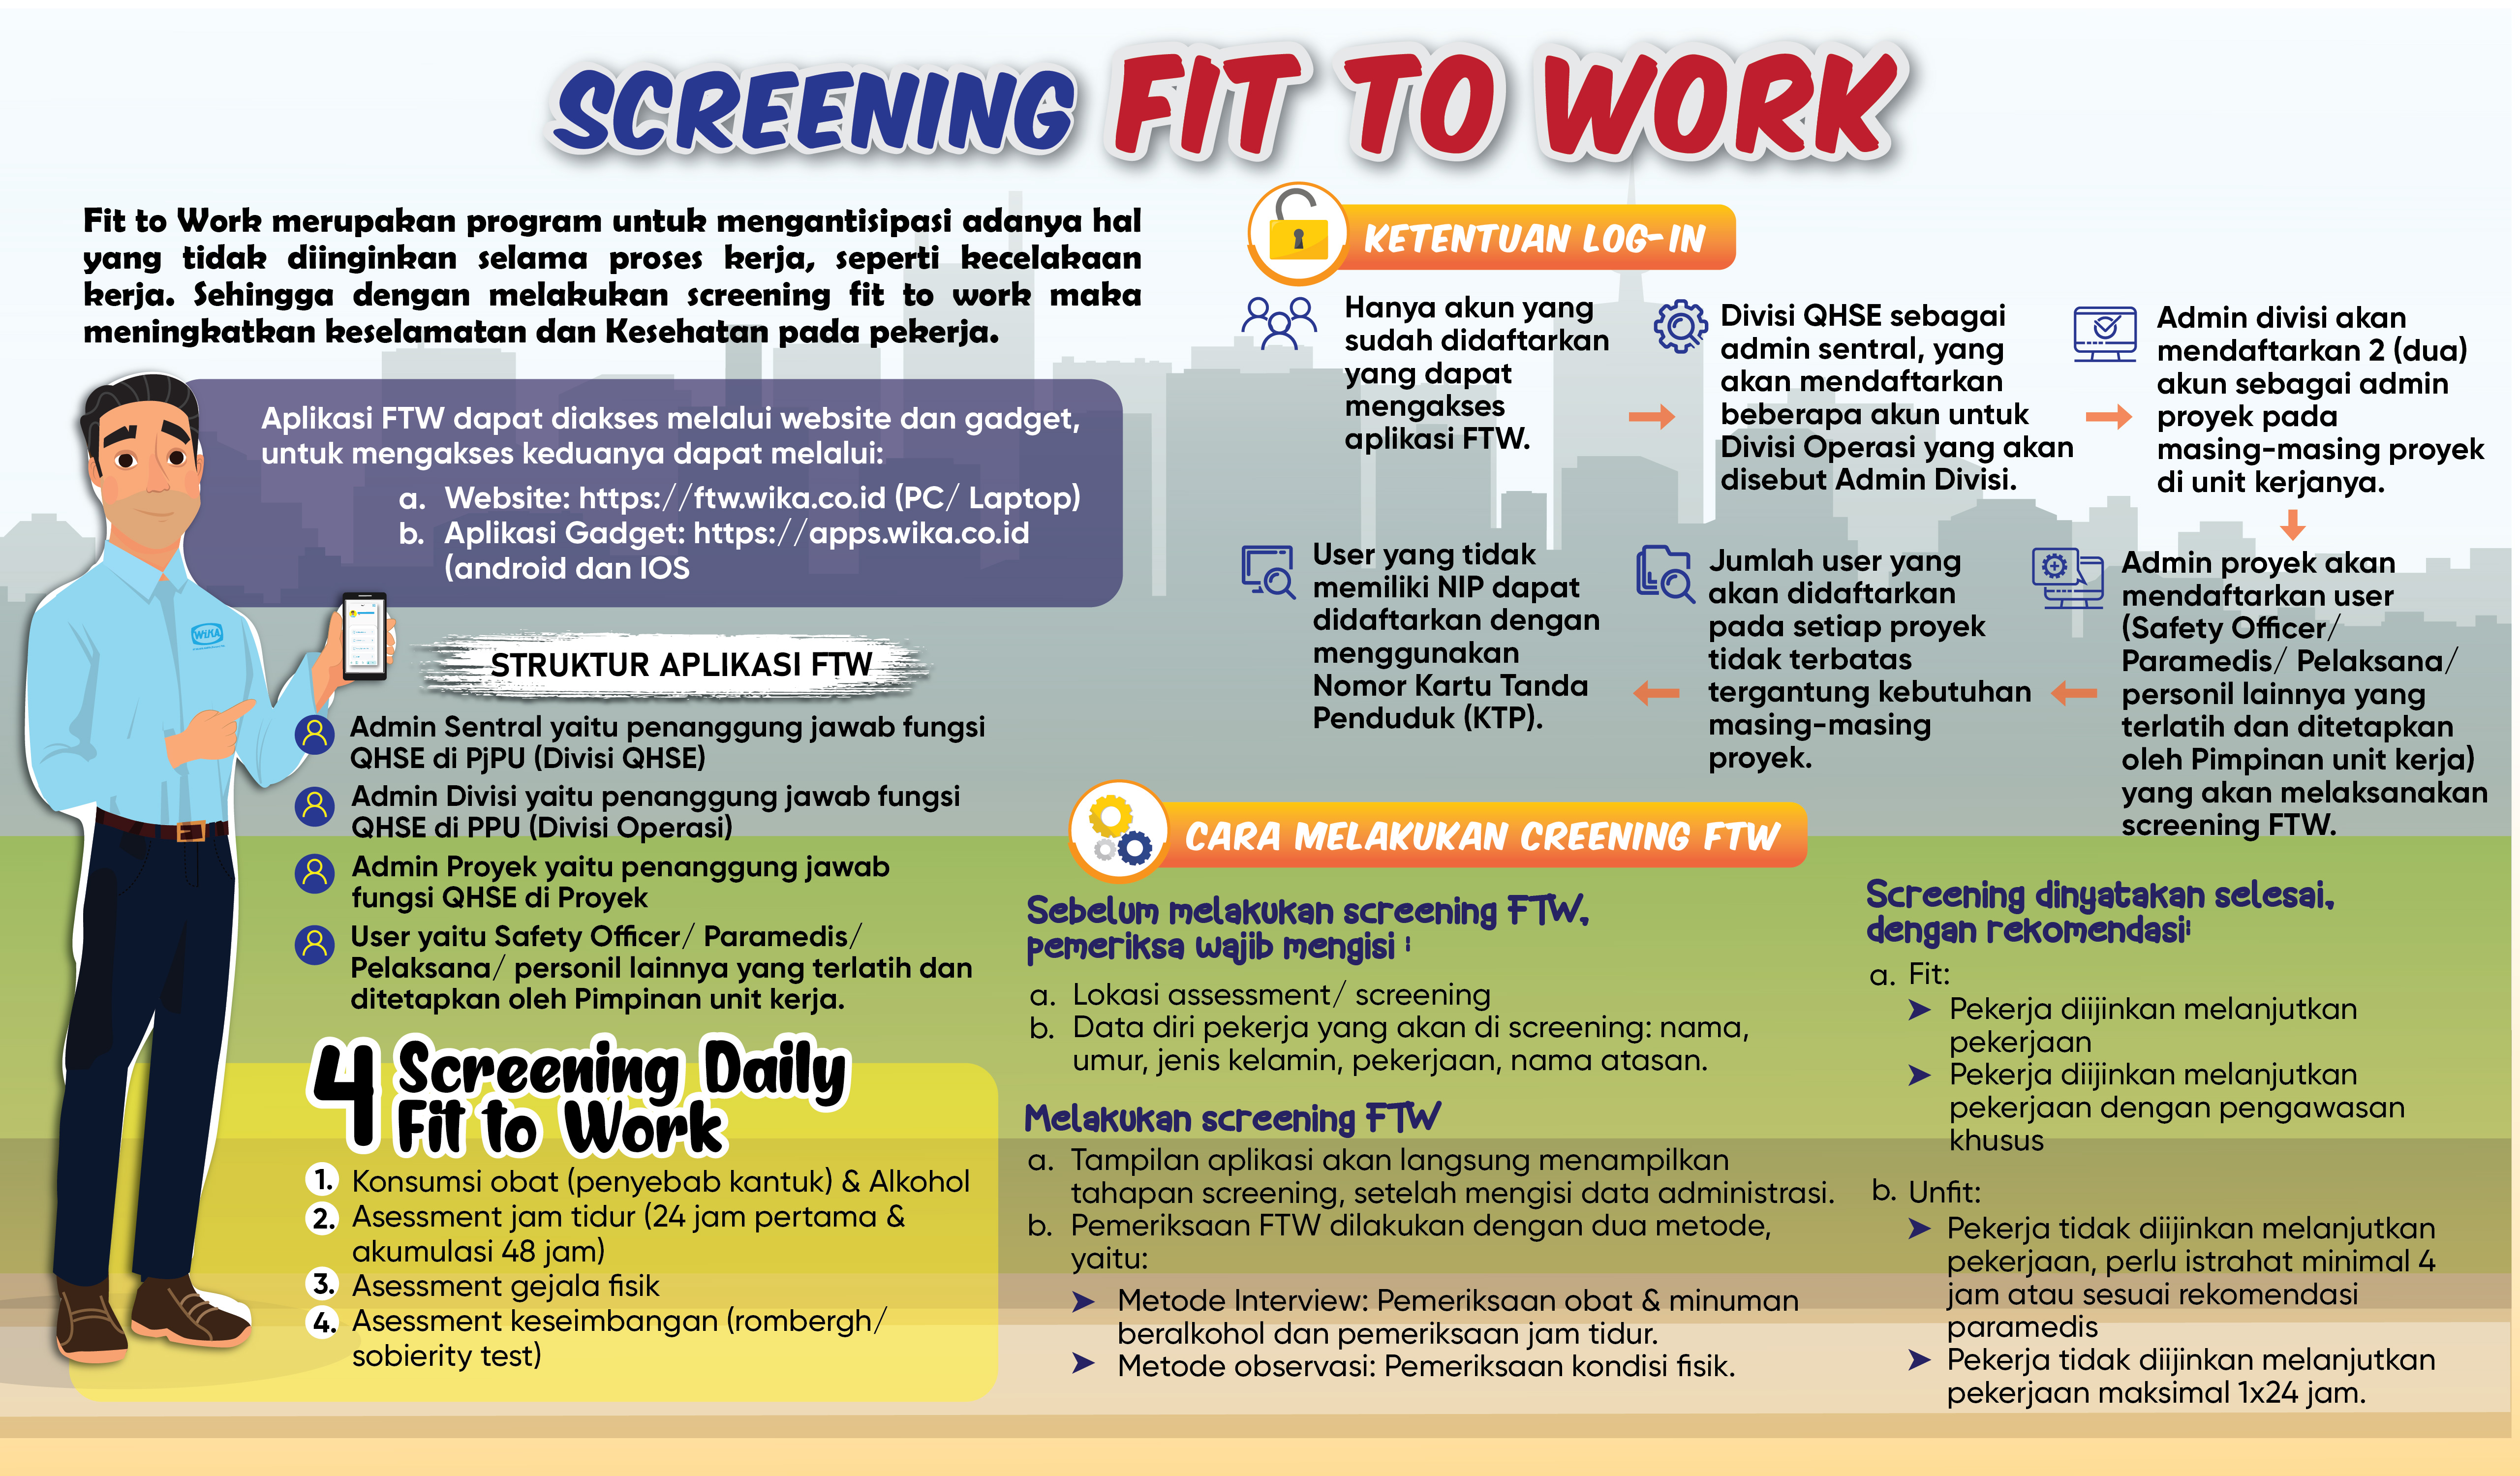 SCREENING FIT TO WORK
Fit to Work merupakan program untuk mengantisipasi adanya hal
yang tidak diinginkan selama proses kerja, seperti kecelakaan
kerja. Sehingga dengan melakukan screening fit to work maka
meningkatkan keselamatan dan Kesehatan pada pekerja.
Aplikasi FTW dapat diakses melalui website dan gadget,
untuk mengakses keduanya dapat melalui:
a. Website: https://ftw.wika.co.id (PC/ Laptop)
b. Aplikasi Gadget: https://apps.wika.co.id
(android dan IOS
WIKA
STRUKTUR APLIKASI FTW
Admin Sentral yaitu penanggung jawab fungsi
QHSE di PjPU (Divisi QHSE)
Admin Divisi yaitu penanggung jawab fungsi
QHSE di PPU (Divisi Operasi)
Admin Proyek yaitu penanggung jawab
fungsi QHSE di Proyek
User yaitu Safety Officer/ Paramedis/
Pelaksana/ personil lainnya yang terlatih dan
ditetapkan oleh Pimpinan unit kerja.
4 Screening Daily
Fit to Work
1. Konsumsi obat (penyebab kantuk) & Alkohol
2. Asessment jam tidur (24 jam pertama &
akumulasi 48 jam)
3. Asessment gejala fisik
4. Asessment keseimbangan (rombergh/
sobierity test)
KETENTUAN LOG-IN
Hanya akun yang
sudah didaftarkan
yang dapat
mengakses
aplikasi FTW.
Divisi QHSE sebagai
admin sentral, yang
akan mendaftarkan
beberapa akun untuk
Divisi Operasi yang akan
disebut Admin Divisi.
Admin divisi akan
mendaftarkan 2 (dua)
akun sebagai admin
proyek pada
masing-masing proyek
di unit kerjanya.
Admin proyek akan
mendaftarkan user
(Safety Officer/
Paramedis/ Pelaksana/
personil lainnya yang
terlatih dan ditetapkan
oleh Pimpinan unit kerja)
yang akan melaksanakan
screening FTW.
Jumlah user yang
akan didaftarkan
pada setiap proyek
tidak terbatas
tergantung kebutuhan
masing-masing
proyek.
User yang tidak
memiliki NIP dapat
didaftarkan dengan
menggunakan
Nomor Kartu Tanda
Penduduk (KTP).
CARA MELAKUKAN CREENING FTW
Sebelum melakukan screening FTW,
pemeriksa wajib mengisi :
a. Lokasi assessment/ screening
b. Data diri pekerja yang akan di screening: nama,
umur, jenis kelamin, pekerjaan, nama atasan.
Melakukan screening FTW
a. Tampilan aplikasi akan langsung menampilkan
tahapan screening, setelah mengisi data administrasi.
b. Pemeriksaan FTW dilakukan dengan dua metode,
yaitu:
➤ Metode Interview: Pemeriksaan obat & minuman
beralkohol dan pemeriksaan jam tidur.
➤ Metode observasi: Pemeriksaan kondisi fisik.
Screening dinyatakan selesai,
dengan rekomendasi:
a. Fit:
➤ Pekerja diijinkan melanjutkan
pekerjaan
➤ Pekerja diijinkan melanjutkan
pekerjaan dengan pengawasan
khusus
b. Unfit:
➤ Pekerja tidak diijinkan melanjutkan
pekerjaan, perlu istrahat minimal 4
jam atau sesuai rekomendasi
paramedis
➤ Pekerja tidak diijinkan melanjutkan
pekerjaan maksimal 1x24 jam.